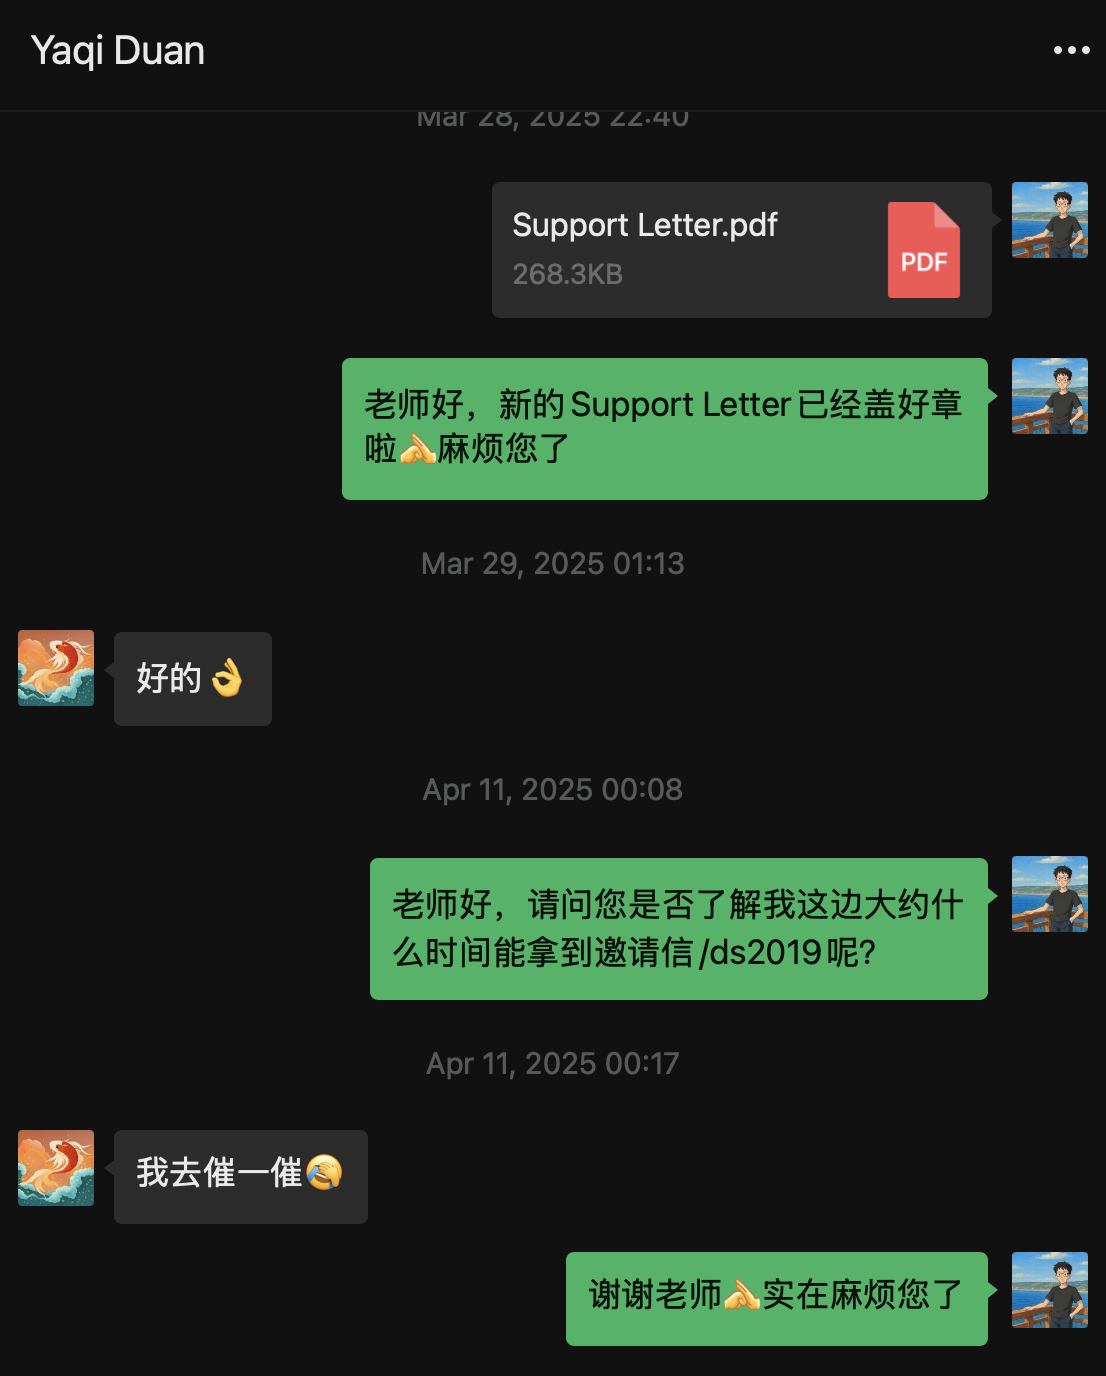 Yaqi Duan
Mar 28, 2025 22:40
Support Letter.pdf
268.3KB
PDF
老师好，新的Support Letter已经盖好章
啦🫱麻烦您了
Mar 29, 2025 01:13
好的👌
Apr 11, 2025 00:08
老师好，请问您是否了解我这边大约什
么时间能拿到邀请信/ds2019呢?
Apr 11, 2025 00:17
我去催一催🤦
谢谢老师🫱实在麻烦您了